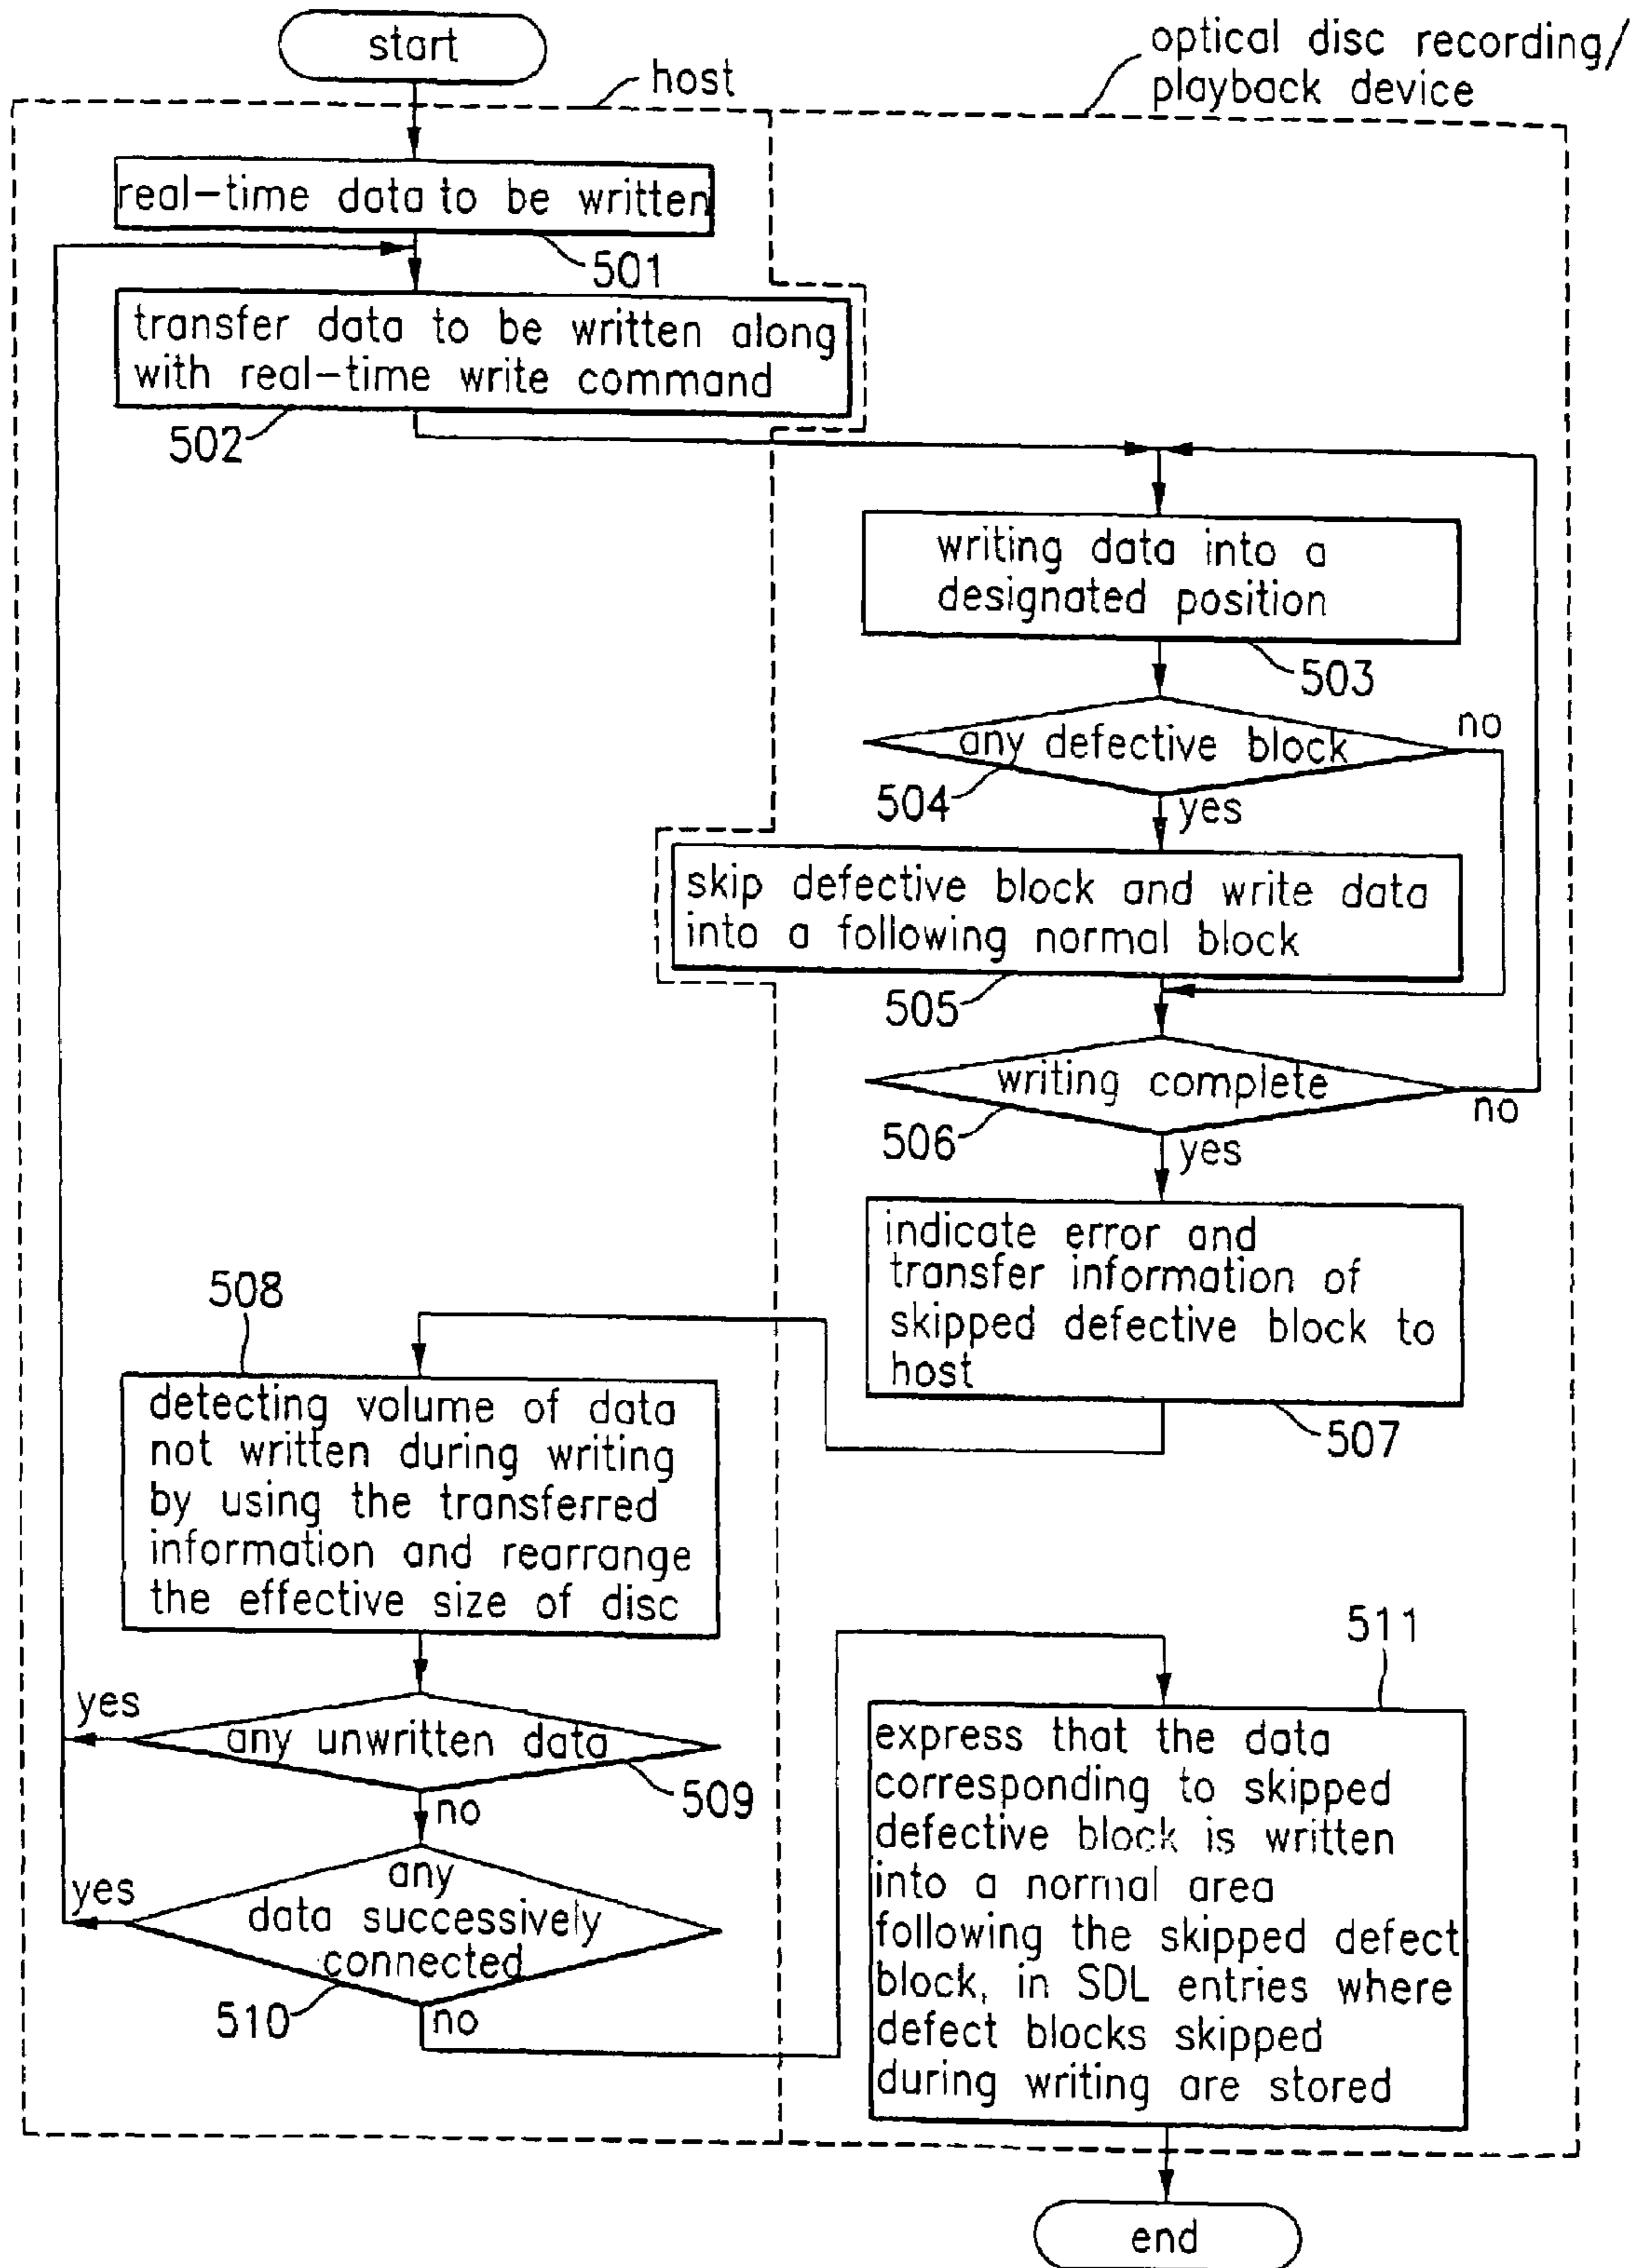 start
host
optical disc recording/
playback device
real-time data to be written
501
transfer data to be written along
with real-time write command
502
writing data into a
designated position
503
any defective block
no
504
yes
skip defective block and write data
into a following normal block
505
writing complete
no
506
yes
indicate error and
transfer information of
skipped defective block to
host
507
508
detecting volume of data
not written during writing
by using the transferred
information and rearrange
the effective size of disc
yes
any unwritten data
509
no
yes
any
data successively
connected
510
no
511
express that the data
corresponding to skipped
defective block is written
into a normal area
following the skipped defect
block, in SDL entries where
defect blocks skipped
during writing are stored
end